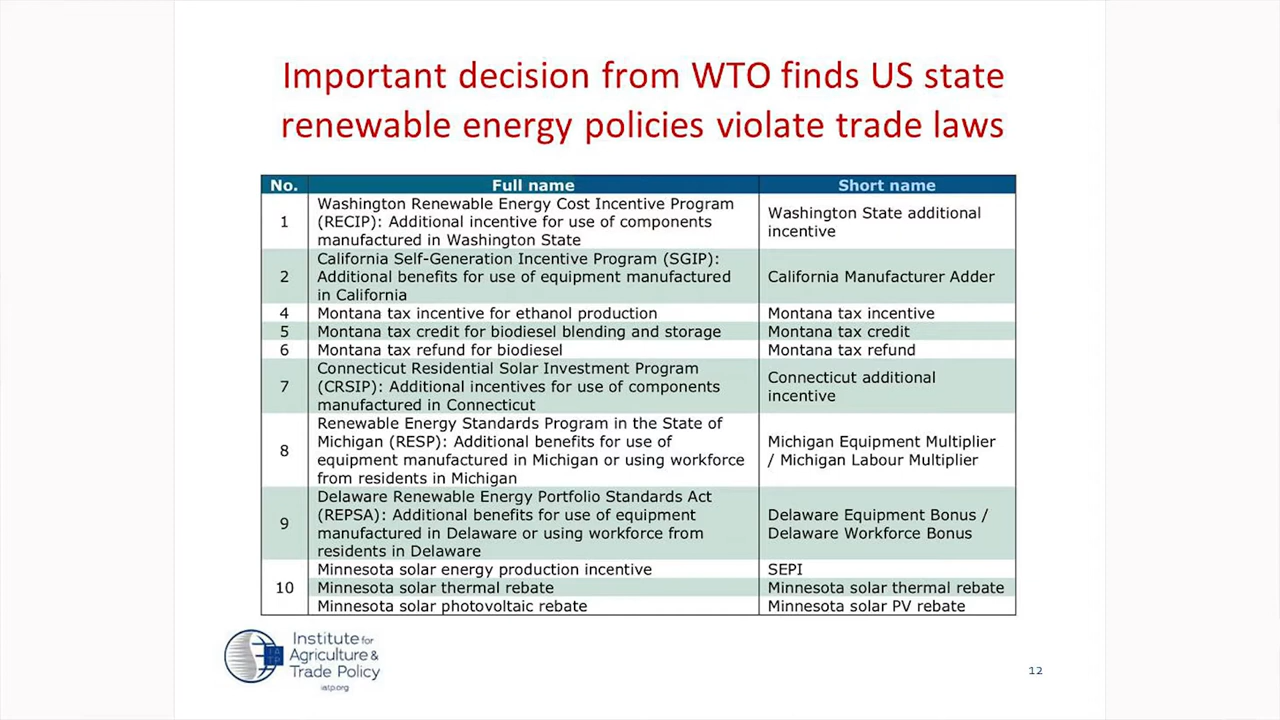 Important decision from WTO finds US state
renewable energy policies violate trade laws
No. Full name Short name
1 Washington Renewable Energy Cost Incentive Program
(RECIP): Additional incentive for use of components
manufactured in Washington State
Washington State additional
incentive
2 California Self-Generation Incentive Program (SGIP):
Additional benefits for use of equipment manufactured
in California
California Manufacturer Adder
4 Montana tax incentive for ethanol production Montana tax incentive
5 Montana tax credit for biodiesel blending and storage Montana tax credit
6 Montana tax refund for biodiesel Montana tax refund
7 Connecticut Residential Solar Investment Program
(CRSIP): Additional incentives for use of components
manufactured in Connecticut
Connecticut additional
incentive
8 Renewable Energy Standards Program in the State of
Michigan (RESP): Additional benefits for use of
equipment manufactured in Michigan or using workforce
from residents in Michigan
Michigan Equipment Multiplier
/ Michigan Labour Multiplier
9 Delaware Renewable Energy Portfolio Standards Act
(REPSA): Additional benefits for use of equipment
manufactured in Delaware or using workforce from
residents in Delaware
Delaware Equipment Bonus /
Delaware Workforce Bonus
10 Minnesota solar energy production incentive SEPI
Minnesota solar thermal rebate Minnesota solar thermal rebate
Minnesota solar photovoltaic rebate Minnesota solar PV rebate
IA
TP
Institute for
Agriculture &
Trade Policy
iatp.org
12